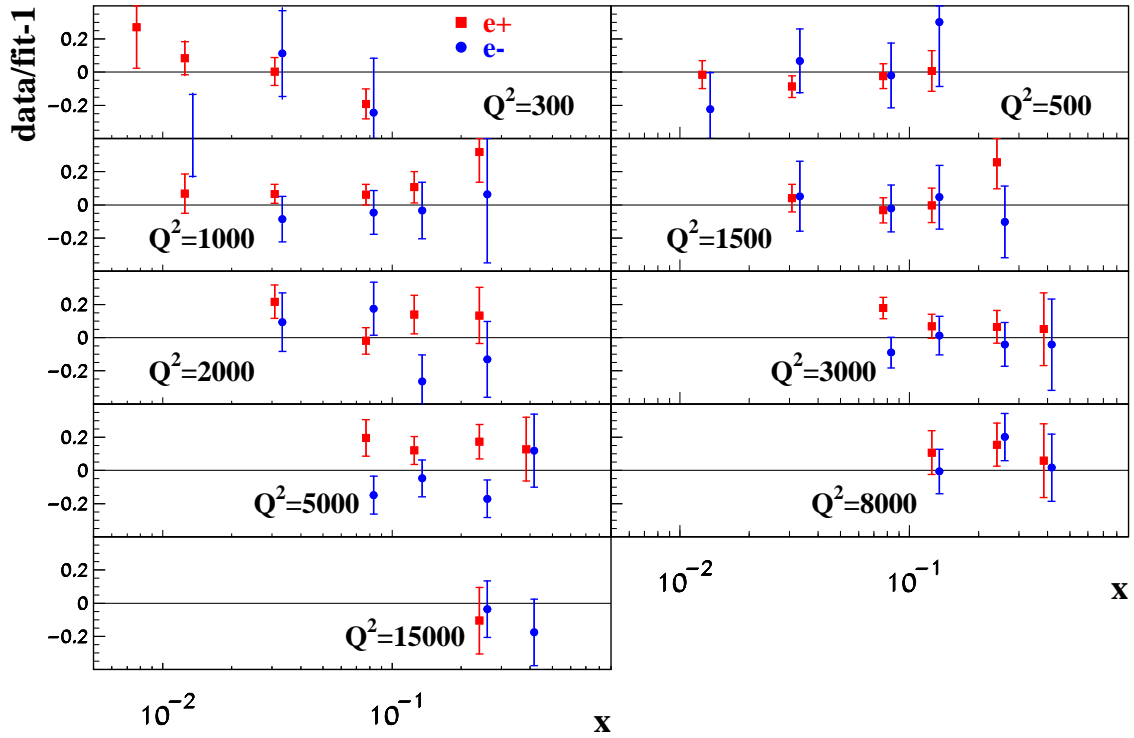 data/fit-1
0.2
0
-0.2
e+
e-
Q²=300
Q²=500
0.2
0
-0.2
Q²=1000
Q²=1500
0.2
0
-0.2
Q²=2000
Q²=3000
0.2
0
-0.2
Q²=5000
Q²=8000
0.2
0
-0.2
Q²=15000
10⁻² 10⁻¹ x
10⁻² 10⁻¹ x